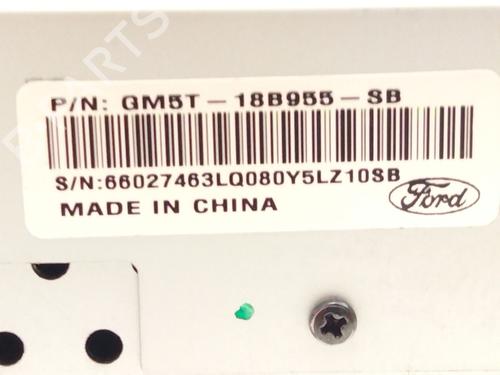 P/N: GM5T-18B955-SB
S/N:66027463LQ080Y5LZ10SB
MADE IN CHINA
Ford